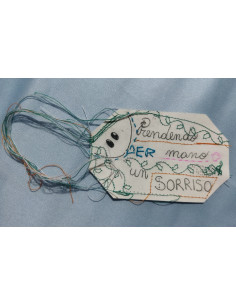 Prendendo
PER mano
un
SORRISO